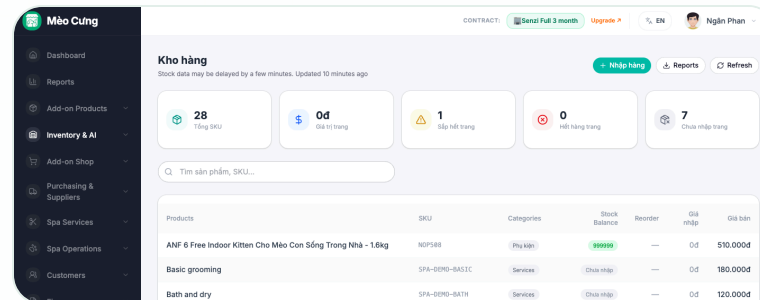 Mèo Cưng
CONTRACT: Senzi Full 3 month Upgrade ↗ EN Ngân Phan
Dashboard
Reports
Add-on Products
Inventory & AI
Add-on Shop
Purchasing &
Suppliers
Spa Services
Spa Operations
Customers
Kho hàng
Stock data may be delayed by a few minutes. Updated 10 minutes ago
+ Nhập hàng Reports Refresh
28
Tổng SKU
0đ
Giá trị trang
1
Sắp hết trang
0
Hết hàng trang
7
Chưa nhập trang
Tìm sản phẩm, SKU...
Products SKU Categories Stock Balance Reorder Giá nhập Giá bán
ANF 6 Free Indoor Kitten Cho Mèo Con Sống Trong Nhà - 1.6kg NOP508 Phụ kiện 999999 — 0đ 510.000đ
Basic grooming SPA-DEMO-BASIC Services Chưa nhập — 0đ 180.000đ
Bath and dry SPA-DEMO-BATH Services Chưa nhập — 0đ 120.000đ